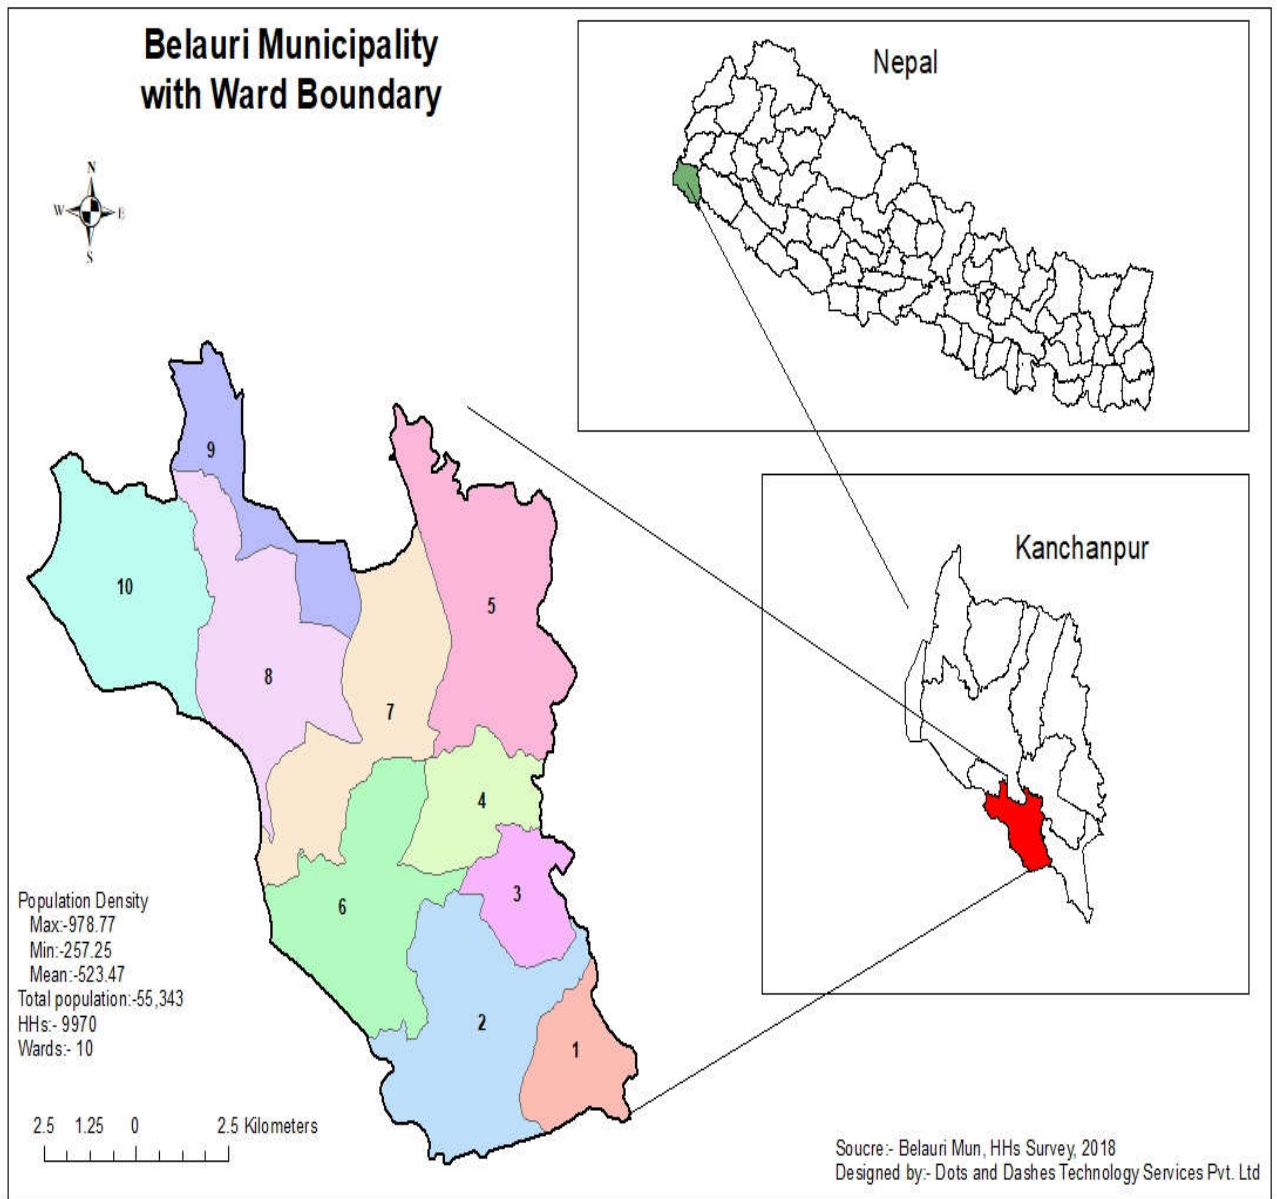 Belauri Municipality
with Ward Boundary
Nepal
N
W E
S
Kanchanpur
9
10
5
8
7
4
3
6
2
1
Population Density
Max:-978.77
Min:-257.25
Mean:-523.47
Total population:-55,343
HHs:- 9970
Wards:- 10
2.5 1.25 0 2.5 Kilometers
Soucre:- Belauri Mun, HHs Survey, 2018
Designed by:- Dots and Dashes Technology Services Pvt. Ltd